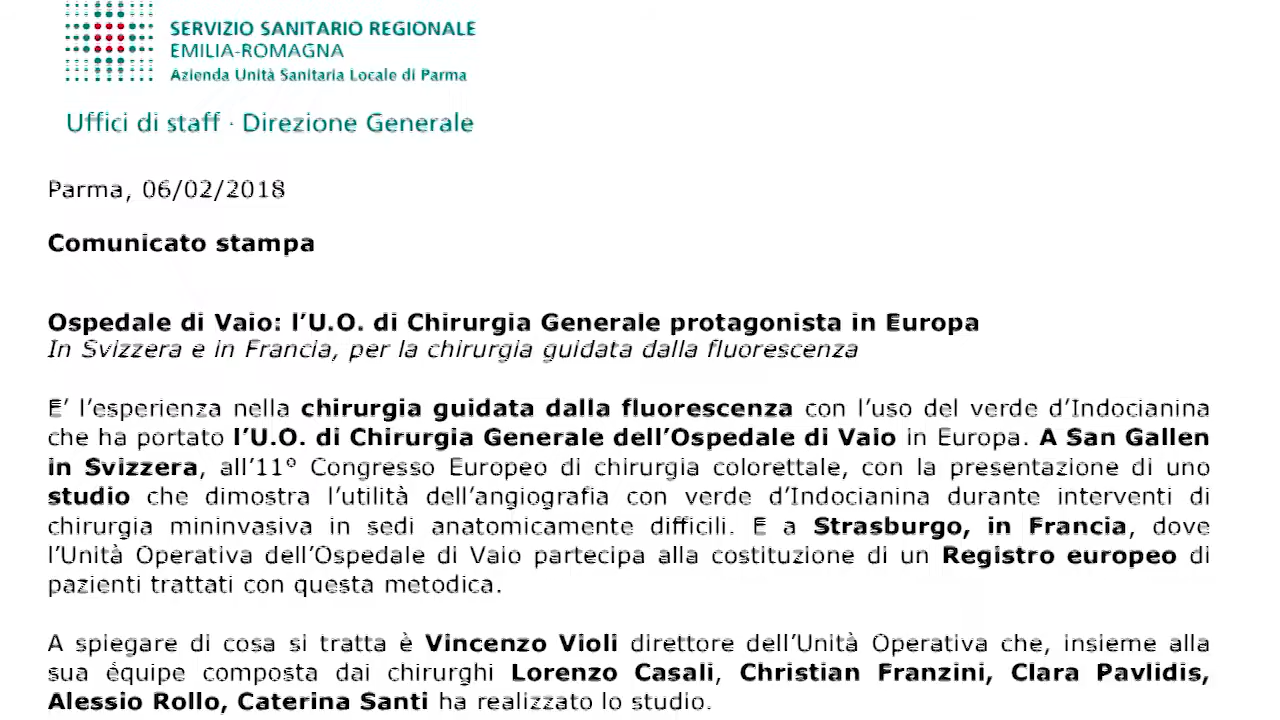 SERVIZIO SANITARIO REGIONALE
EMILIA-ROMAGNA
Azienda Unità Sanitaria Locale di Parma
Uffici di staff · Direzione Generale
Parma, 06/02/2018
Comunicato stampa
Ospedale di Vaio: l’U.O. di Chirurgia Generale protagonista in Europa
In Svizzera e in Francia, per la chirurgia guidata dalla fluorescenza
E’ l’esperienza nella chirurgia guidata dalla fluorescenza con l’uso del verde d’Indocianina
che ha portato l’U.O. di Chirurgia Generale dell’Ospedale di Vaio in Europa. A San Gallen
in Svizzera, all’11º Congresso Europeo di chirurgia colorettale, con la presentazione di uno
studio che dimostra l’utilità dell’angiografia con verde d’Indocianina durante interventi di
chirurgia mininvasiva in sedi anatomicamente difficili. E a Strasburgo, in Francia, dove
l’Unità Operativa dell’Ospedale di Vaio partecipa alla costituzione di un Registro europeo di
pazienti trattati con questa metodica.
A spiegare di cosa si tratta è Vincenzo Violi direttore dell’Unità Operativa che, insieme alla
sua équipe composta dai chirurghi Lorenzo Casali, Christian Franzini, Clara Pavlidis,
Alessio Rollo, Caterina Santi ha realizzato lo studio.